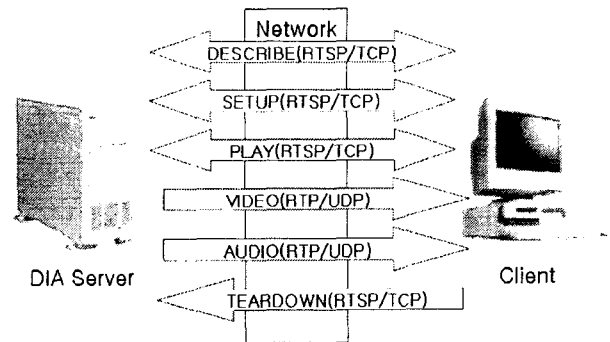 Network
DESCRIBE(RTSP/TCP)
SETUP(RTSP/TCP)
PLAY(RTSP/TCP)
VIDEO(RTP/UDP)
AUDIO(RTP/UDP)
DIA Server
Client
TEARDOWN(RTSP/TCP)